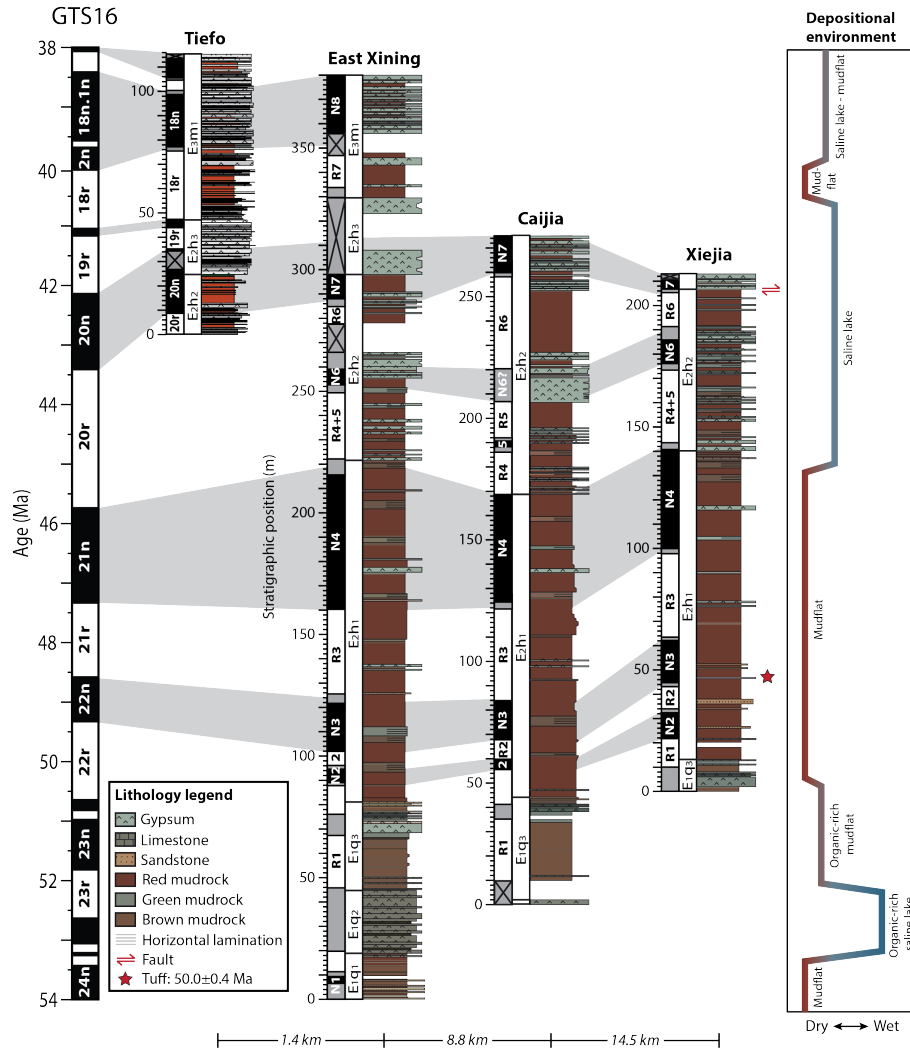 GTS16
38
40
42
44
46
48
50
52
54
Age (Ma)
18n.1n
2n
18r
19r
20n
20r
21n
21r
22n
22r
23n
23r
24n
Tiefo
100
50
0
18n
18r
19r
20n
20r
E3m1
E2h3
E2h2
East Xining
Stratigraphic position (m)
350
300
250
200
150
100
50
0
N8
R7
N7
R6
N6
R4+5
N4
R3
N3
2
N2
R1
N1
N
E3m1
E2h3
E2h2
E2h1
E1q3
E1q2
E1q1
Caijia
250
200
150
100
50
0
N7
R6
N6?
R5
5
R4
N4
R3
N3
R2
2
R1
E2h2
E2h1
E1q3
Xiejia
200
150
100
50
0
7
R6
N6
R4+5
N4
R3
N3
R2
N2
R1
E2h2
E2h1
E1q3
Depositional
environment
Saline lake - mudflat
Mud-
flat
Saline lake
Mudflat
Organic-rich
mudflat
Organic-rich
saline lake
Mudflat
Dry
Wet
Lithology legend
Gypsum
Limestone
Sandstone
Red mudrock
Green mudrock
Brown mudrock
Horizontal lamination
Fault
Tuff: 50.0±0.4 Ma
1.4 km
8.8 km
14.5 km